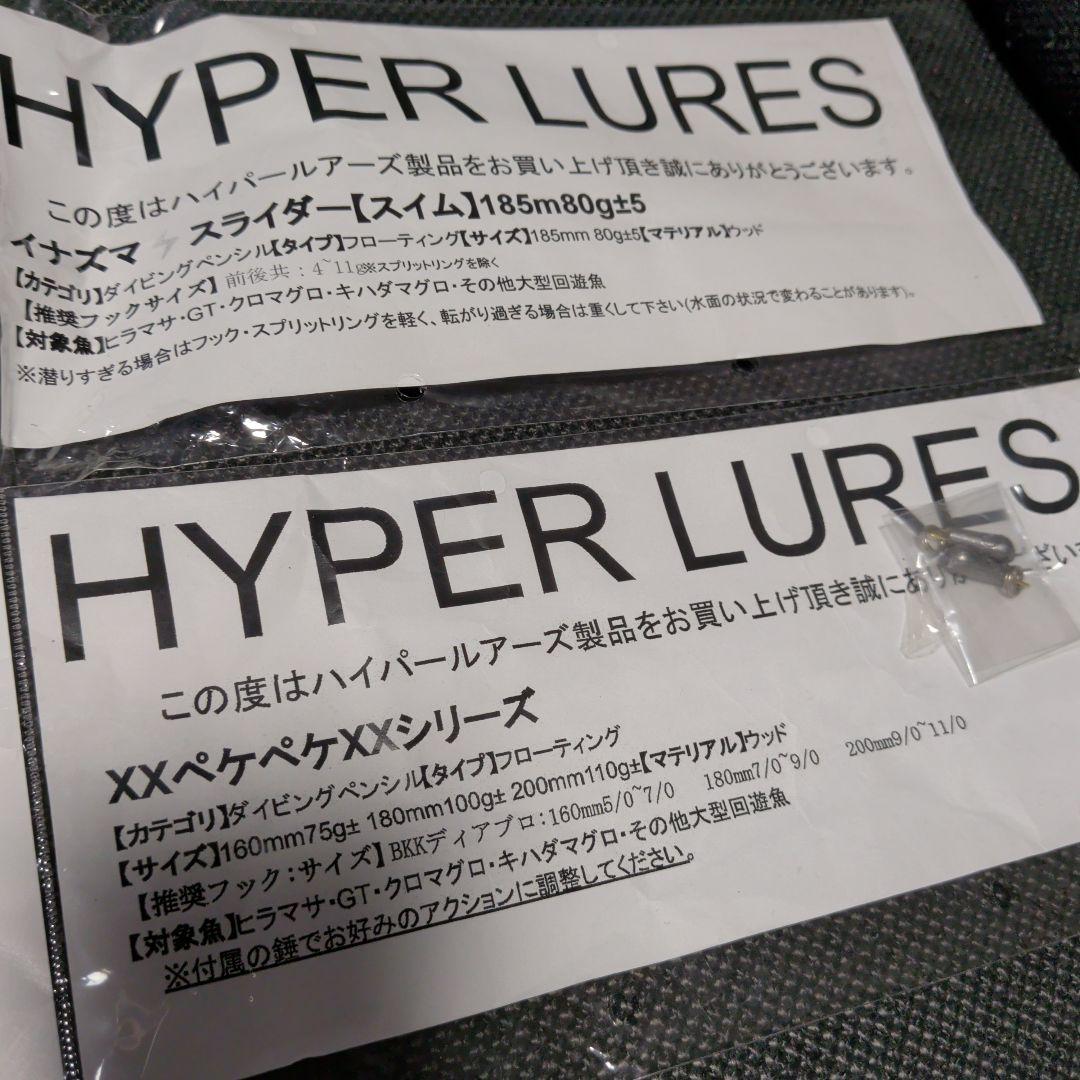 HYPER LURES
この度はハイパールアーズ製品をお買い上げ頂き誠にありがとうございます。
イナズマ⚡スライダー【スイム】185m80g±5
【カテゴリ】ダイビングペンシル【タイプ】フローティング【サイズ】185mm 80g±5【マテリアル】ウッド
【推奨フックサイズ】前後共：4~11g※スプリットリングを除く
【対象魚】ヒラマサ・GT・クロマグロ・キハダマグロ・その他大型回遊魚
※潜りすぎる場合はフック・スプリットリングを軽く、転がり過ぎる場合は重くして下さい(水面の状況で変わることがあります)。
HYPER LURES
この度はハイパールアーズ製品をお買い上げ頂き誠にあり ございま
XXペケペケXXシリーズ
【カテゴリ】ダイビングペンシル【タイプ】フローティング
【サイズ】160mm75g± 180mm100g± 200mm110g±【マテリアル】ウッド
【推奨フック：サイズ】BKKディアブロ：160mm5/0~7/0 180mm7/0~9/0 200mm9/0~11/0
【対象魚】ヒラマサ・GT・クロマグロ・キハダマグロ・その他大型回遊魚
※付属の錘でお好みのアクションに調整してください。